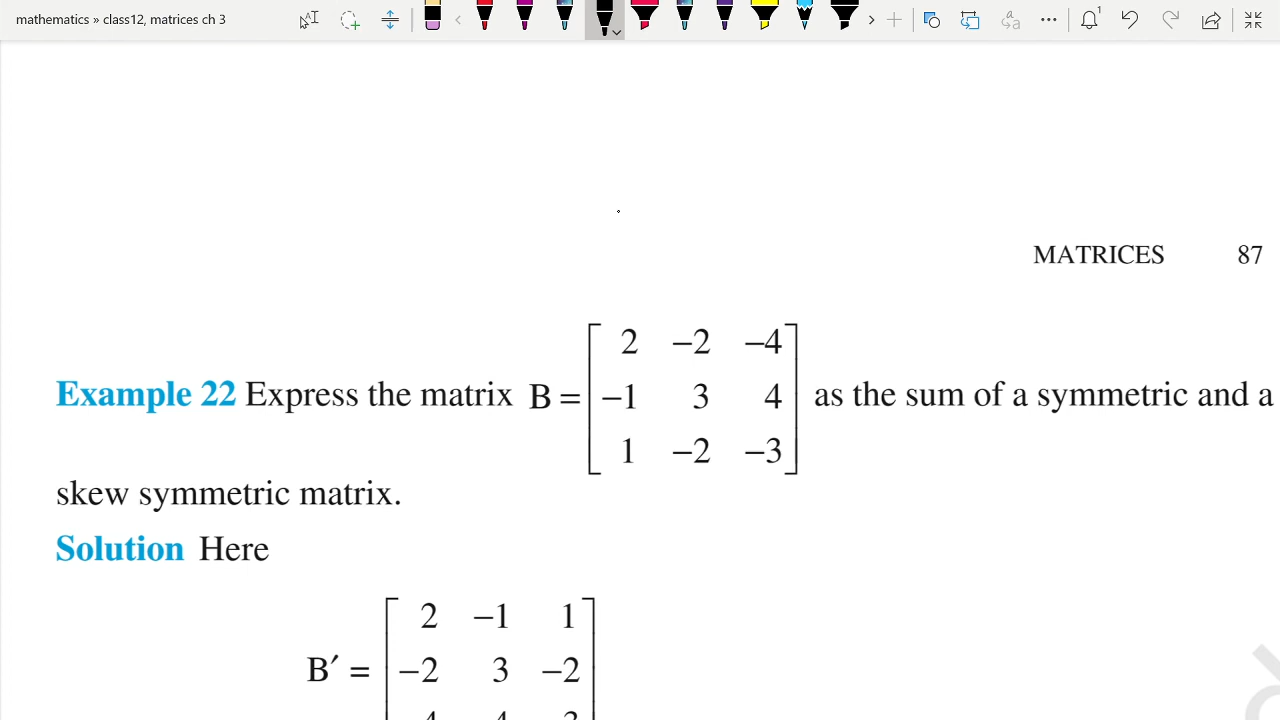 mathematics » class12, matrices ch 3
1
MATRICES 87
2 −2 −4
Example 22 Express the matrix B = −1 3 4 as the sum of a symmetric and a
1 −2 −3
skew symmetric matrix.
Solution Here
2 −1 1
B′ = −2 3 −2